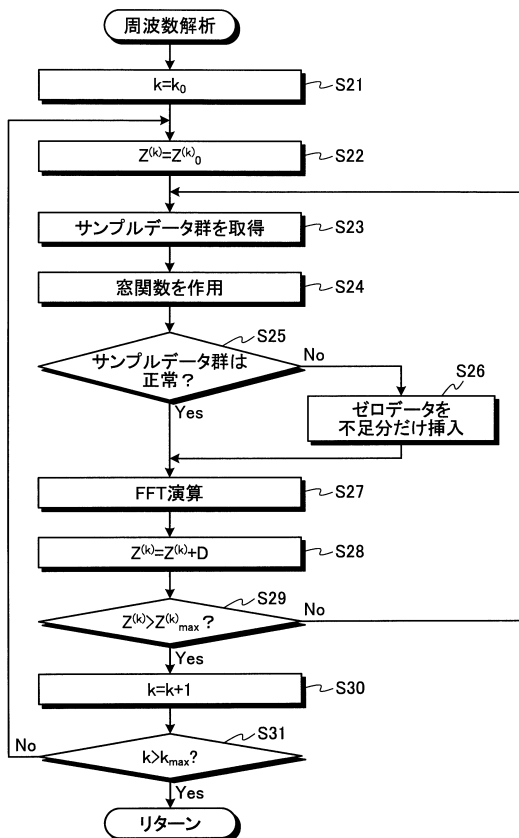 周波数解析
k=k₀
S21
Z⁽ᵏ⁾=Z⁽ᵏ⁾₀
S22
サンプルデータ群を取得
S23
窓関数を作用
S24
S25
サンプルデータ群は
正常？
No
Yes
S26
ゼロデータを
不足分だけ挿入
FFT演算
S27
Z⁽ᵏ⁾=Z⁽ᵏ⁾+D
S28
S29
Z⁽ᵏ⁾>Z⁽ᵏ⁾ₘₐₓ？
No
Yes
k=k+1
S30
S31
No
k>kₘₐₓ?
Yes
リターン